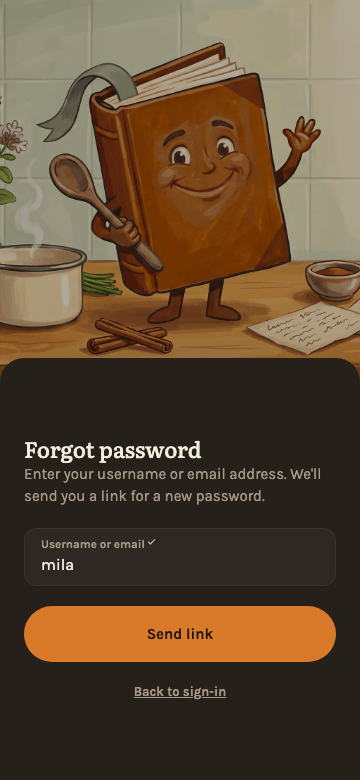 Forgot password
Enter your username or email address. We'll
send you a link for a new password.
Username or email
mila
Send link
Back to sign-in